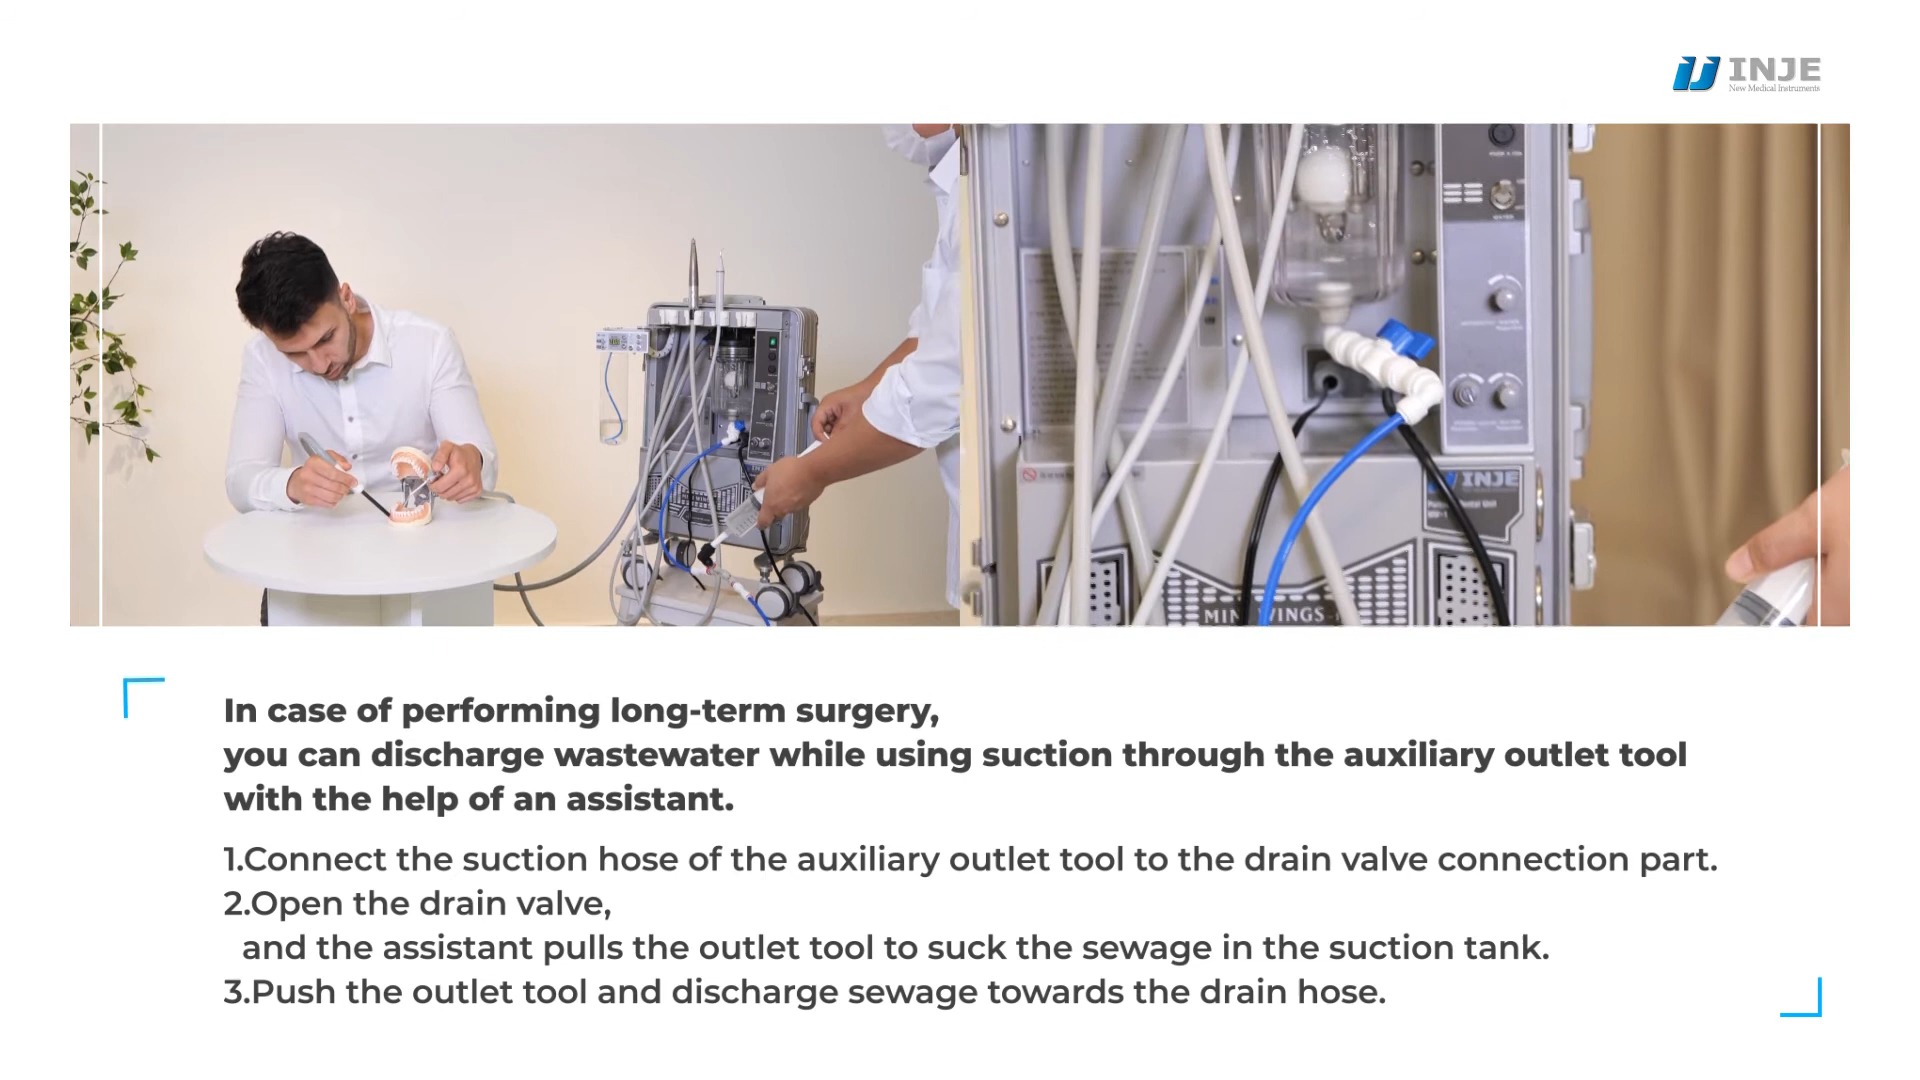 INJE
New Medical Instruments
INJE
MINI WINGS
In case of performing long-term surgery,
you can discharge wastewater while using suction through the auxiliary outlet tool
with the help of an assistant.
1.Connect the suction hose of the auxiliary outlet tool to the drain valve connection part.
2.Open the drain valve,
and the assistant pulls the outlet tool to suck the sewage in the suction tank.
3.Push the outlet tool and discharge sewage towards the drain hose.